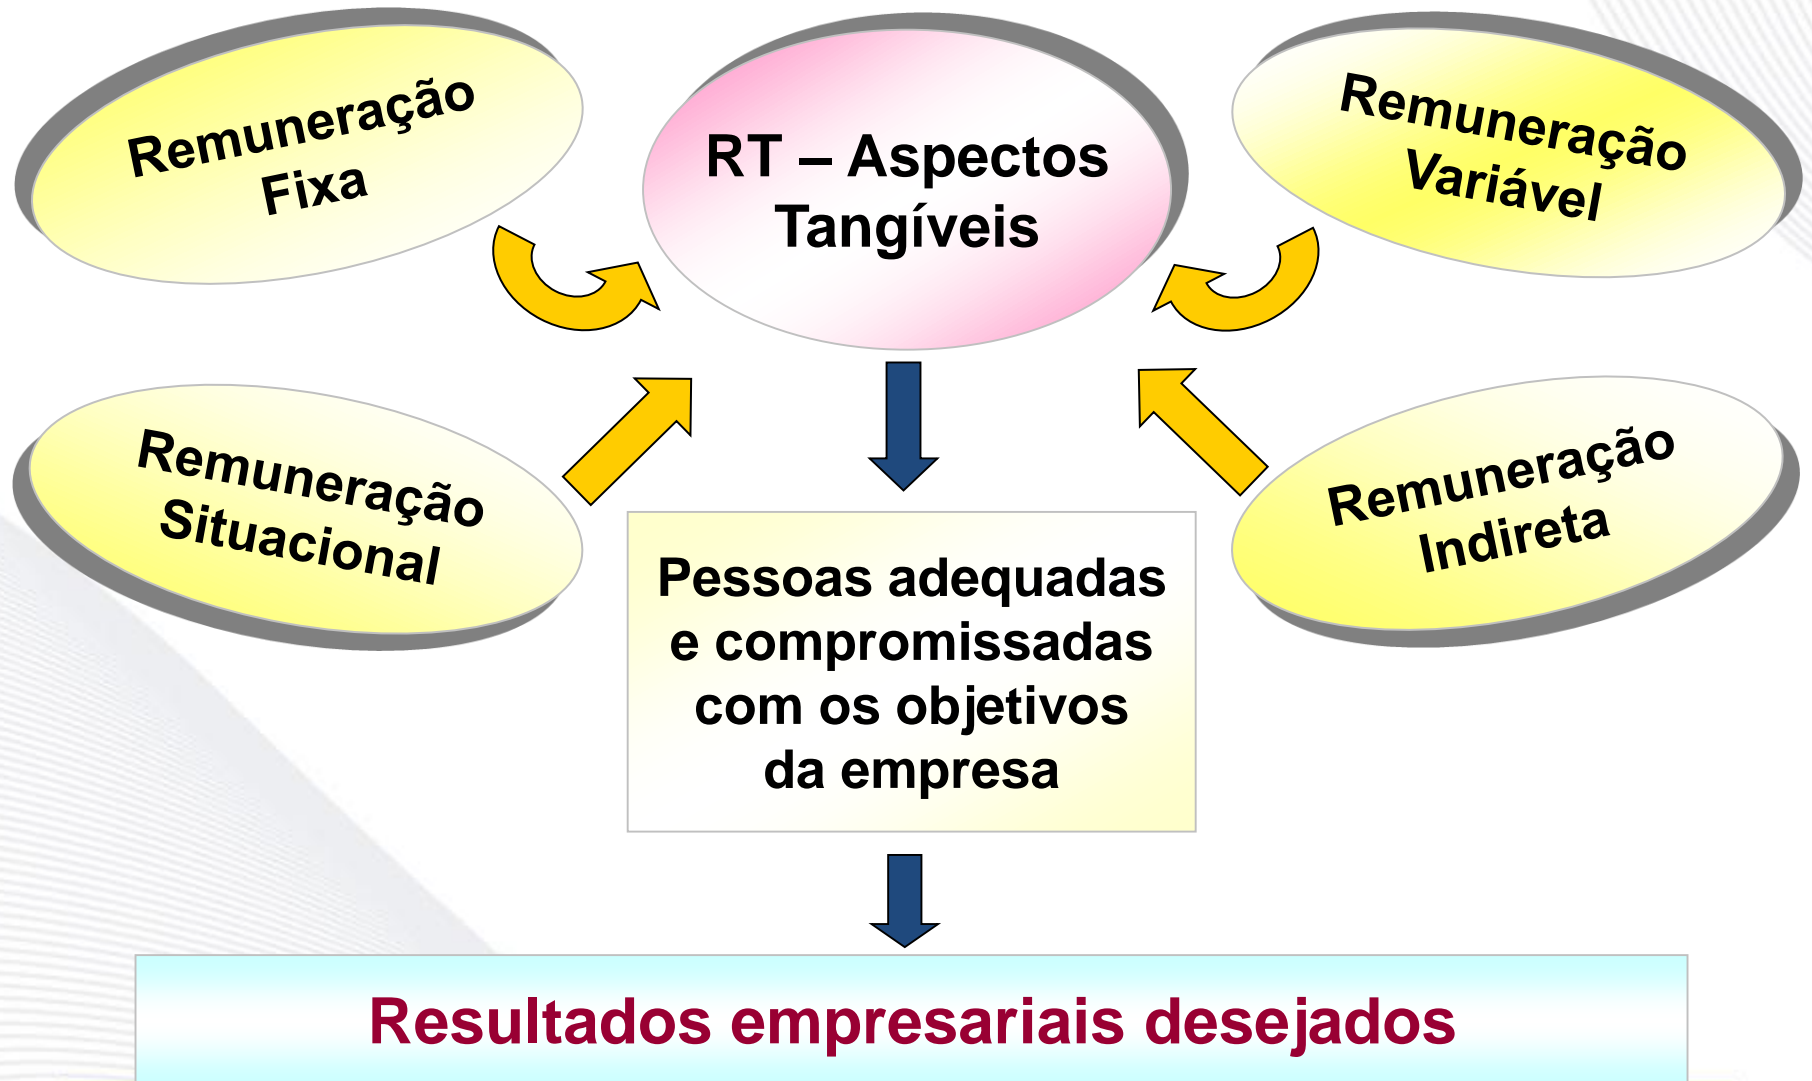 Remuneração
Fixa
RT – Aspectos
Tangíveis
Remuneração
Variável
Remuneração
Situacional
Remuneração
Indireta
Pessoas adequadas
e compromissadas
com os objetivos
da empresa
Resultados empresariais desejados